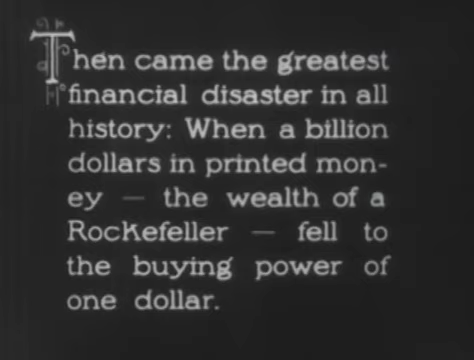 Then came the greatest
financial disaster in all
history: When a billion
dollars in printed mon-
ey — the wealth of a
Rockefeller — fell to
the buying power of
one dollar.